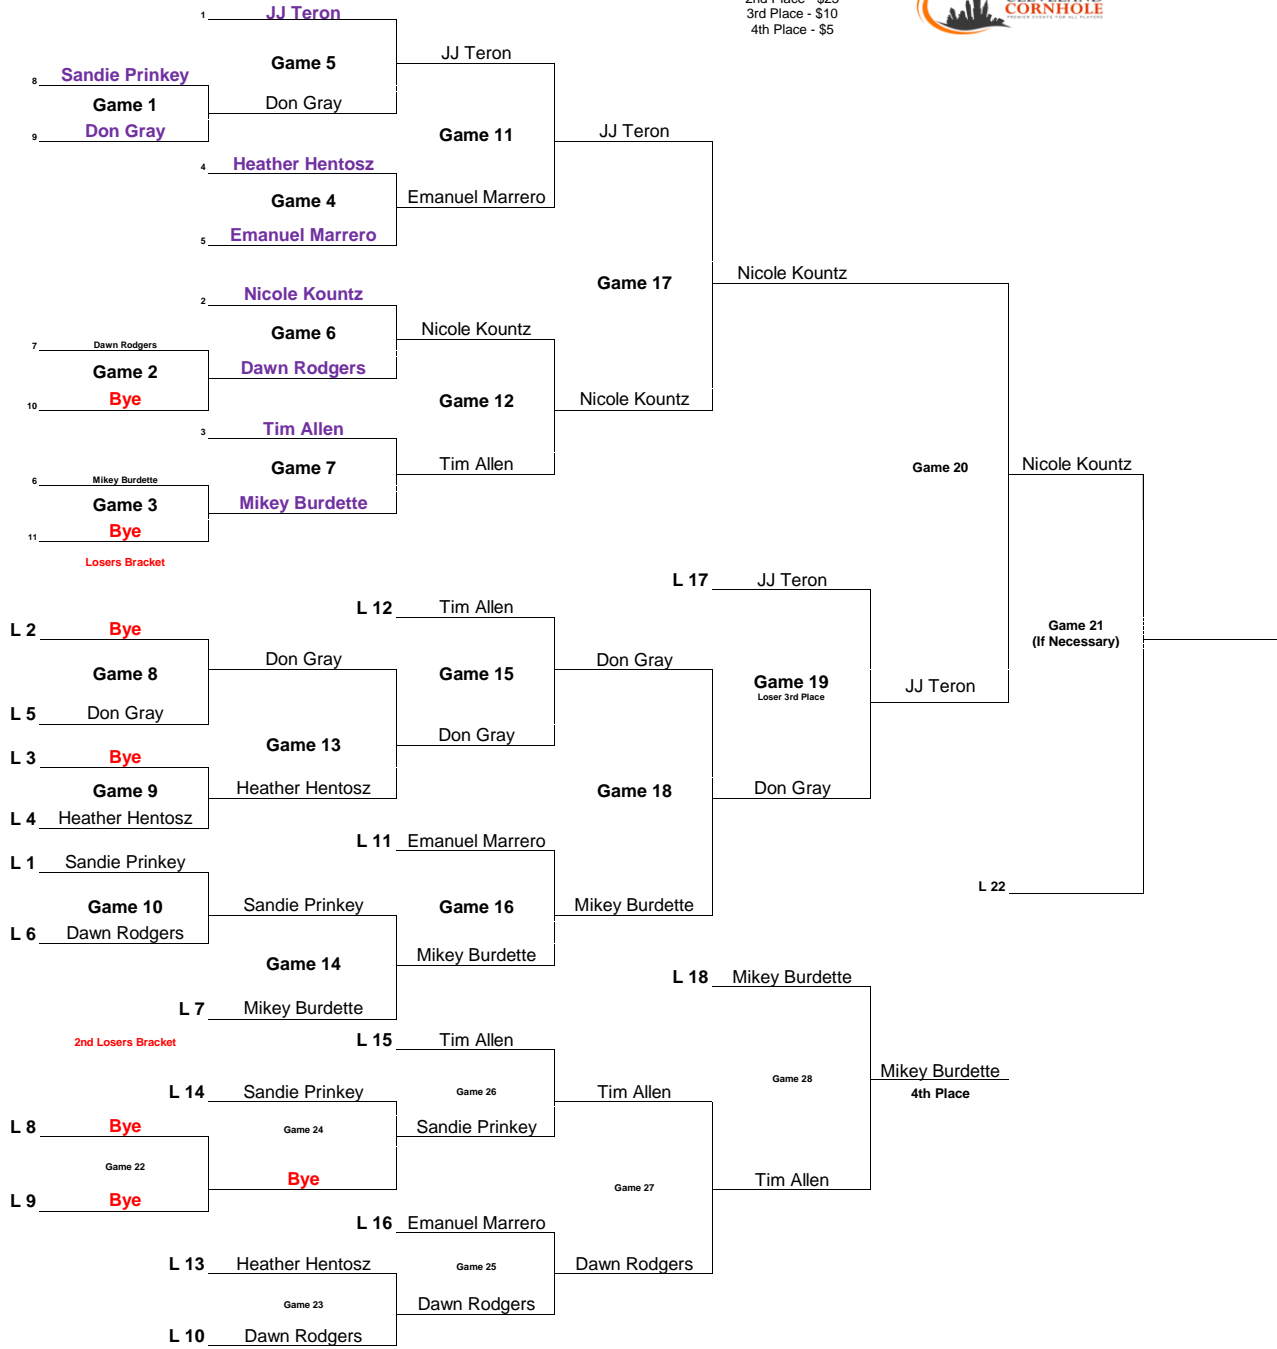 2nd Place - $25
3rd Place - $10
4th Place - $5
CLEVELAND
CORNHOLE
PREMIER EVENTS FOR ALL PLAYERS
1 JJ Teron
Game 5
JJ Teron
8 Sandie Prinkey
Game 1
Don Gray
9 Don Gray
Game 11
JJ Teron
4 Heather Hentosz
Game 4
Emanuel Marrero
5 Emanuel Marrero
Game 17
Nicole Kountz
2 Nicole Kountz
Game 6
Nicole Kountz
7 Dawn Rodgers
Game 2
Dawn Rodgers
10 Bye
Game 12
Nicole Kountz
3 Tim Allen
Game 7
Tim Allen
6 Mikey Burdette
Game 3
Mikey Burdette
11 Bye
Game 20
Nicole Kountz
Losers Bracket
L 17 JJ Teron
L 12 Tim Allen
L 2 Bye
Game 8
Don Gray
L 5 Don Gray
Game 15
Don Gray
Game 19
Loser 3rd Place
JJ Teron
Game 21
(If Necessary)
L 3 Bye
Game 13
Don Gray
Game 9
Heather Hentosz
L 4 Heather Hentosz
Game 18
Don Gray
L 11 Emanuel Marrero
L 1 Sandie Prinkey
Game 10
Sandie Prinkey
L 6 Dawn Rodgers
Game 16
Mikey Burdette
L 22
Game 14
Mikey Burdette
L 7 Mikey Burdette
L 18 Mikey Burdette
2nd Losers Bracket
L 15 Tim Allen
L 14 Sandie Prinkey
Game 26
Tim Allen
Game 28
Mikey Burdette
4th Place
L 8 Bye
Game 24
Sandie Prinkey
Game 22
Bye
L 9 Bye
Game 27
Tim Allen
L 16 Emanuel Marrero
L 13 Heather Hentosz
Game 25
Dawn Rodgers
Game 23
Dawn Rodgers
L 10 Dawn Rodgers